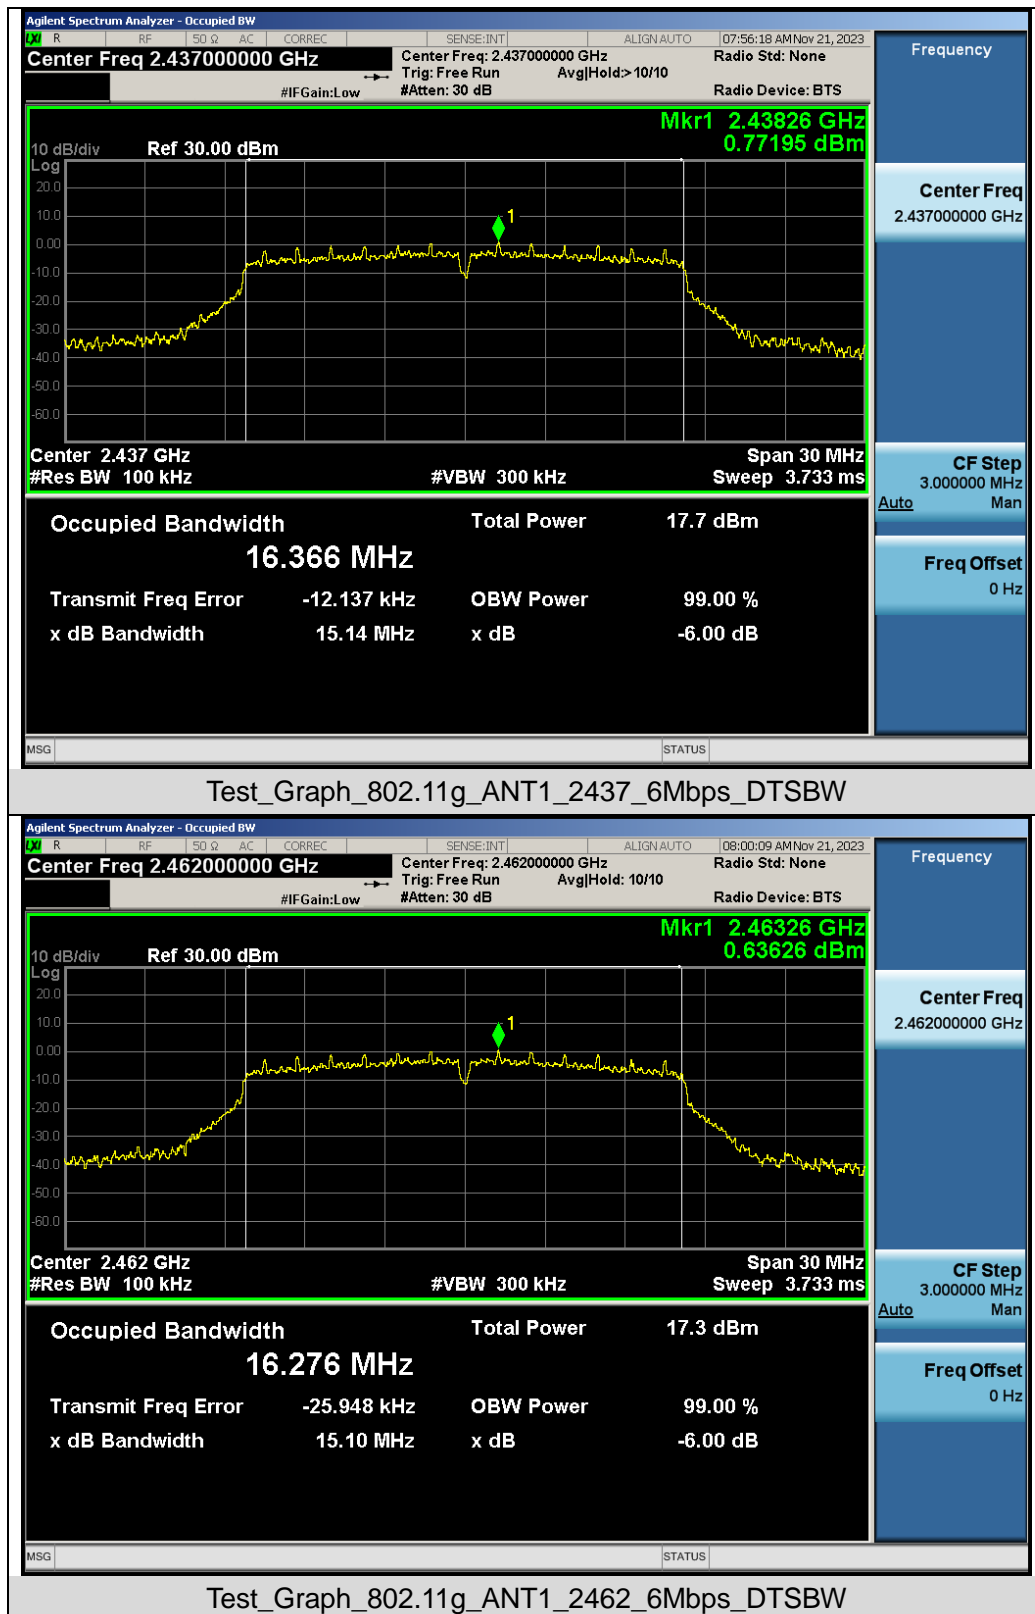 Agilent Spectrum Analyzer - Occupied BW
LXI R RF 50 Ω AC CORREC SENSE:INT ALIGN AUTO 07:56:18 AM Nov 21, 2023
Center Freq 2.437000000 GHz Center Freq: 2.437000000 GHz Radio Std: None
Trig: Free Run Avg|Hold:> 10/10
#IFGain:Low #Atten: 30 dB Radio Device: BTS
Frequency
Mkr1 2.43826 GHz
0.77195 dBm
10 dB/div Ref 30.00 dBm
Log
20.0
10.0
0.00
-10.0
-20.0
-30.0
-40.0
-50.0
-60.0
1
Center 2.437 GHz Span 30 MHz
#Res BW 100 kHz #VBW 300 kHz Sweep 3.733 ms
Center Freq
2.437000000 GHz
CF Step
3.000000 MHz
Auto Man
Freq Offset
0 Hz
Occupied Bandwidth Total Power 17.7 dBm
16.366 MHz
Transmit Freq Error -12.137 kHz OBW Power 99.00 %
x dB Bandwidth 15.14 MHz x dB -6.00 dB
MSG STATUS
Test_Graph_802.11g_ANT1_2437_6Mbps_DTSBW
Agilent Spectrum Analyzer - Occupied BW
LXI R RF 50 Ω AC CORREC SENSE:INT ALIGN AUTO 08:00:09 AM Nov 21, 2023
Center Freq 2.462000000 GHz Center Freq: 2.462000000 GHz Radio Std: None
Trig: Free Run Avg|Hold: 10/10
#IFGain:Low #Atten: 30 dB Radio Device: BTS
Frequency
Mkr1 2.46326 GHz
0.63626 dBm
10 dB/div Ref 30.00 dBm
Log
20.0
10.0
0.00
-10.0
-20.0
-30.0
-40.0
-50.0
-60.0
1
Center 2.462 GHz Span 30 MHz
#Res BW 100 kHz #VBW 300 kHz Sweep 3.733 ms
Center Freq
2.462000000 GHz
CF Step
3.000000 MHz
Auto Man
Freq Offset
0 Hz
Occupied Bandwidth Total Power 17.3 dBm
16.276 MHz
Transmit Freq Error -25.948 kHz OBW Power 99.00 %
x dB Bandwidth 15.10 MHz x dB -6.00 dB
MSG STATUS
Test_Graph_802.11g_ANT1_2462_6Mbps_DTSBW